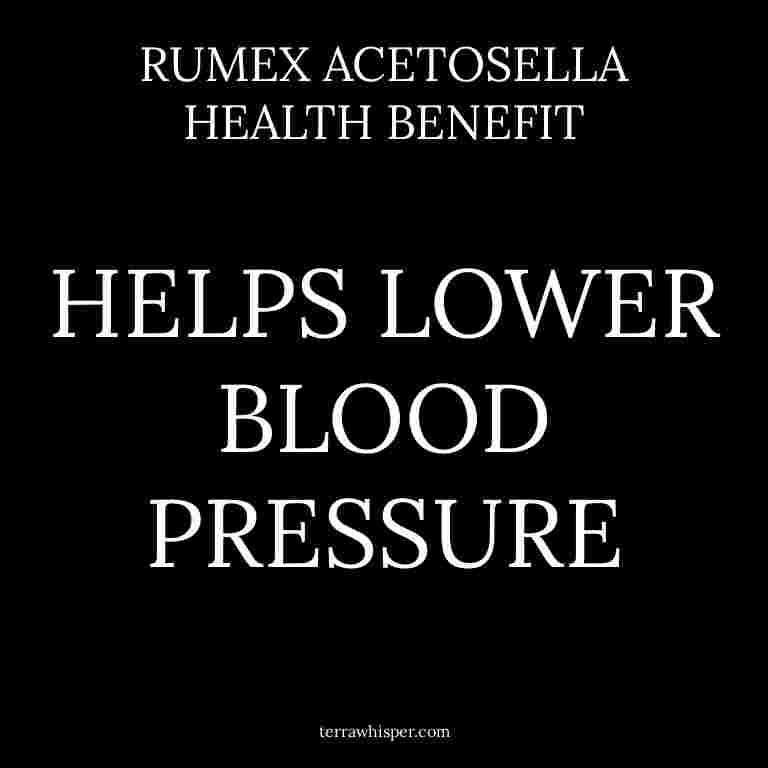 RUMEX ACETOSELLA
HEALTH BENEFIT
HELPS LOWER
BLOOD
PRESSURE
terrawhisper.com